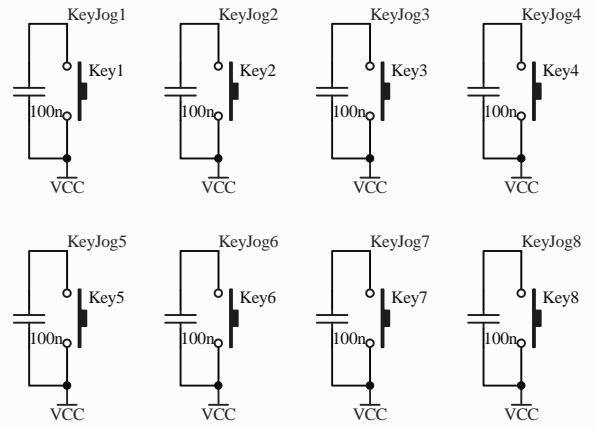 KeyJog1 KeyJog2 KeyJog3 KeyJog4
Key1 Key2 Key3 Key4
100n 100n 100n 100n
VCC VCC VCC VCC
KeyJog5 KeyJog6 KeyJog7 KeyJog8
Key5 Key6 Key7 Key8
100n 100n 100n 100n
VCC VCC VCC VCC